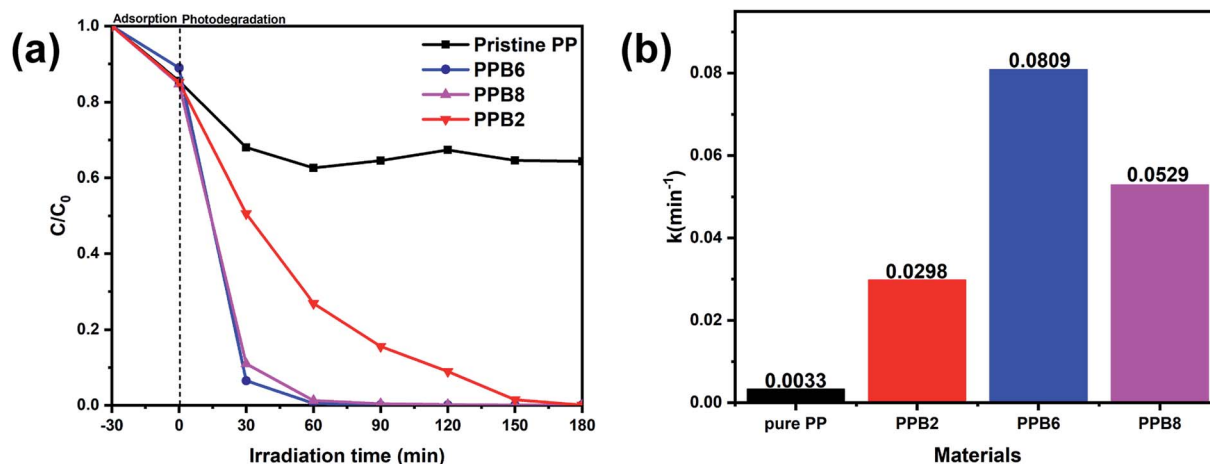 (a)
Adsorption Photodegradation
Pristine PP
PPB6
PPB8
PPB2
1.0
0.8
0.6
0.4
0.2
0.0
C/C₀
-30 0 30 60 90 120 150 180
Irradiation time (min)
(b)
0.08
0.06
0.04
0.02
0.00
k(min⁻¹)
0.0033
0.0298
0.0809
0.0529
pure PP PPB2 PPB6 PPB8
Materials